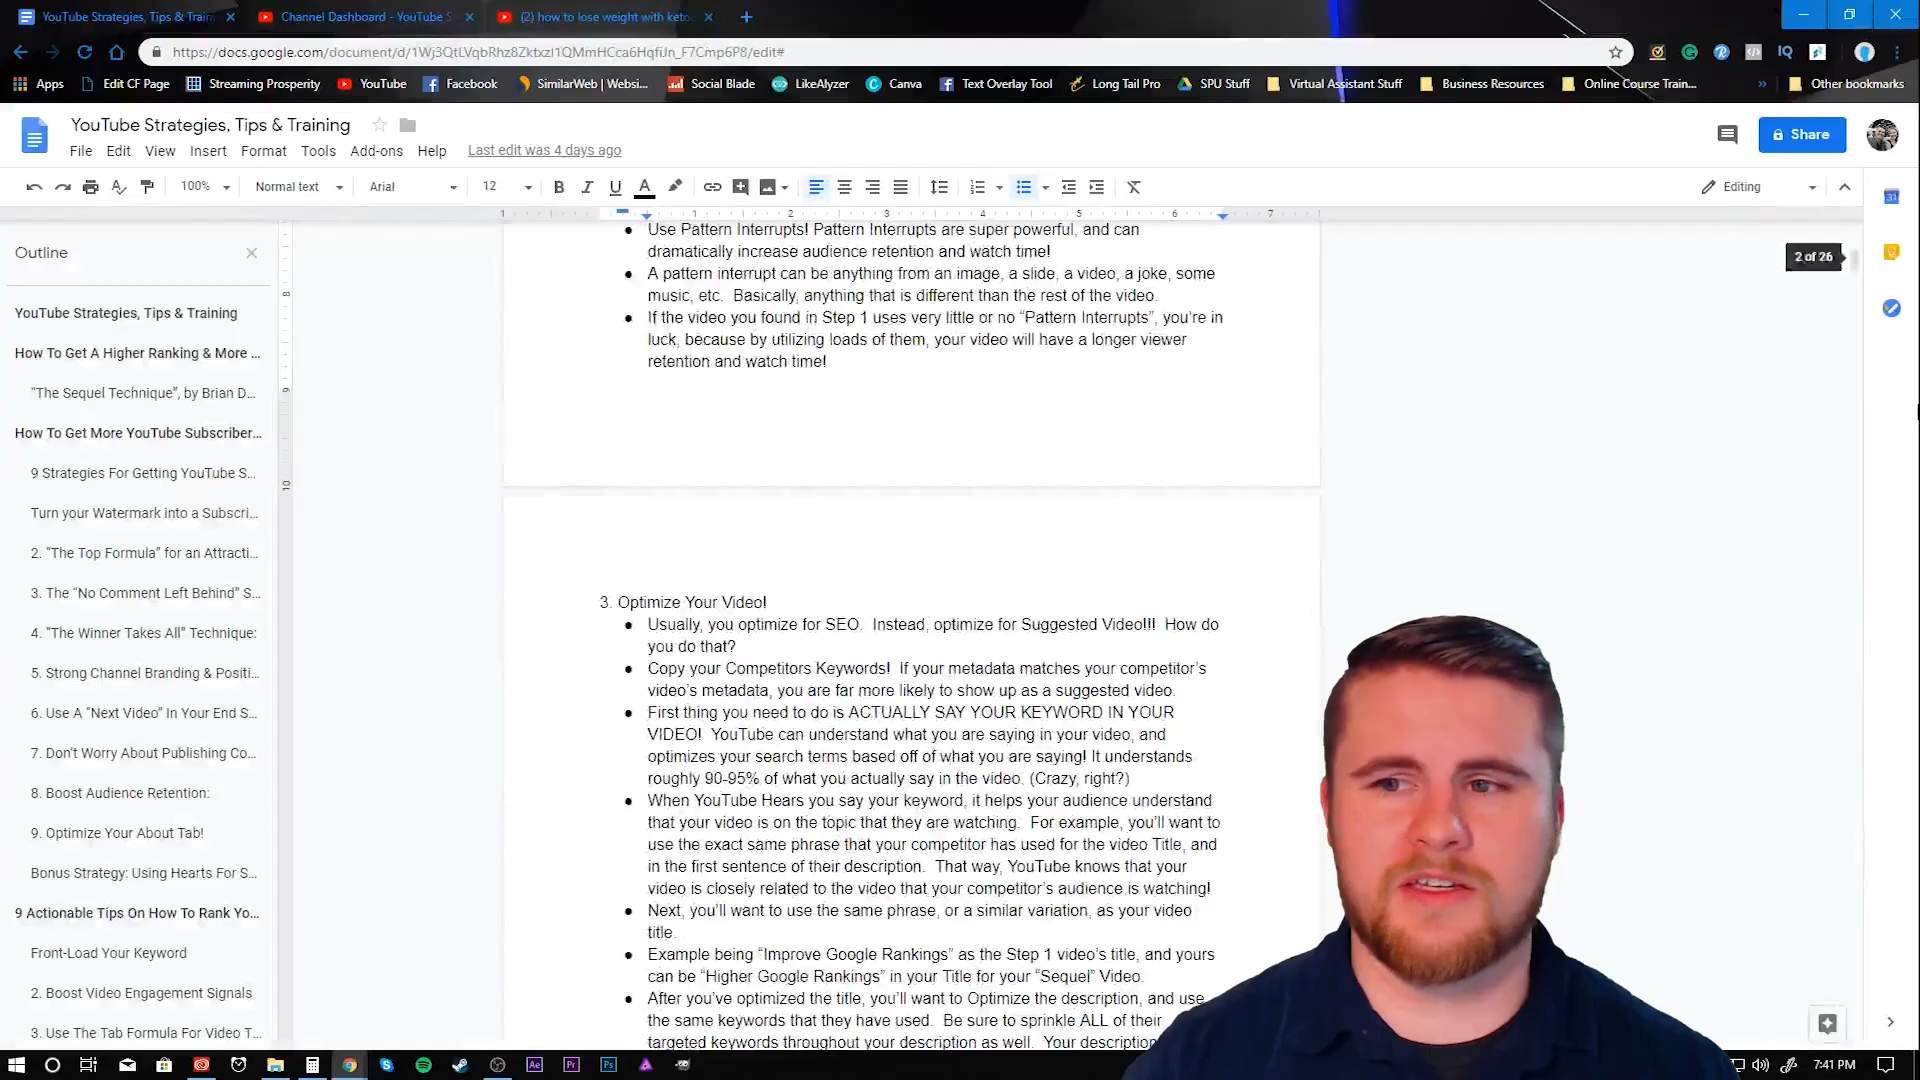 YouTube Strategies, Tips & Train
Channel Dashboard - YouTube S
(2) how to lose weight with keto
https://docs.google.com/document/d/1Wj3QtLVqbRhz8Zktxzl1QMmHCca6HqfiJn_F7Cmp6P8/edit#
Apps Edit CF Page Streaming Prosperity YouTube Facebook SimilarWeb | Websi... Social Blade LikeAlyzer Canva Text Overlay Tool Long Tail Pro SPU Stuff Virtual Assistant Stuff Business Resources Online Course Train... » Other bookmarks
YouTube Strategies, Tips & Training
Share
File Edit View Insert Format Tools Add-ons Help Last edit was 4 days ago
100% Normal text Arial 12 B I U A Editing
1 1 2 3 4 5 6 7
Outline
YouTube Strategies, Tips & Training
How To Get A Higher Ranking & More ...
“The Sequel Technique”, by Brian D...
How To Get More YouTube Subscriber...
9 Strategies For Getting YouTube S...
Turn your Watermark into a Subscri...
2. “The Top Formula” for an Attracti...
3. The “No Comment Left Behind” S...
4. “The Winner Takes All” Technique:
5. Strong Channel Branding & Positi...
6. Use A “Next Video” In Your End S...
7. Don't Worry About Publishing Co...
8. Boost Audience Retention:
9. Optimize Your About Tab!
Bonus Strategy: Using Hearts For S...
9 Actionable Tips On How To Rank Yo...
Front-Load Your Keyword
2. Boost Video Engagement Signals
3. Use The Tab Formula For Video T...
8
9
10
● Use Pattern Interrupts! Pattern Interrupts are super powerful, and can
dramatically increase audience retention and watch time!
● A pattern interrupt can be anything from an image, a slide, a video, a joke, some
music, etc. Basically, anything that is different than the rest of the video.
● If the video you found in Step 1 uses very little or no “Pattern Interrupts”, you’re in
luck, because by utilizing loads of them, your video will have a longer viewer
retention and watch time!
2 of 26
3. Optimize Your Video!
● Usually, you optimize for SEO. Instead, optimize for Suggested Video!!! How do
you do that?
● Copy your Competitors Keywords! If your metadata matches your competitor’s
video’s metadata, you are far more likely to show up as a suggested video.
● First thing you need to do is ACTUALLY SAY YOUR KEYWORD IN YOUR
VIDEO! YouTube can understand what you are saying in your video, and
optimizes your search terms based off of what you are saying! It understands
roughly 90-95% of what you actually say in the video. (Crazy, right?)
● When YouTube Hears you say your keyword, it helps your audience understand
that your video is on the topic that they are watching. For example, you’ll want to
use the exact same phrase that your competitor has used for the video Title, and
in the first sentence of their description. That way, YouTube knows that your
video is closely related to the video that your competitor’s audience is watching!
● Next, you’ll want to use the same phrase, or a similar variation, as your video
title.
● Example being “Improve Google Rankings” as the Step 1 video’s title, and yours
can be “Higher Google Rankings” in your Title for your “Sequel” Video.
● After you’ve optimized the title, you’ll want to Optimize the description, and use
the same keywords that they have used. Be sure to sprinkle ALL of their
targeted keywords throughout your description as well. Your description
7:41 PM